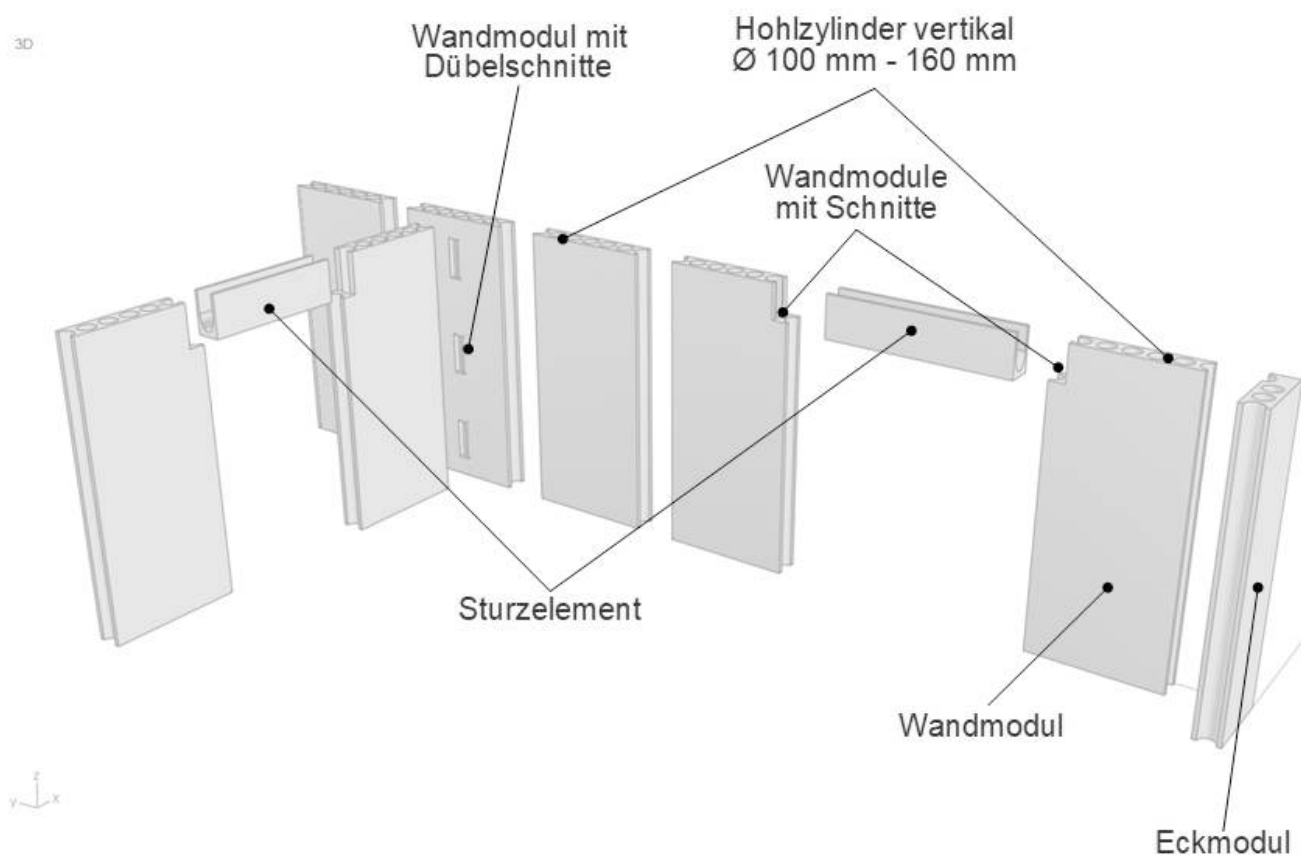 3D
Wandmodul mit
Dübelschnitte
Hohlzylinder vertikal
Ø 100 mm - 160 mm
Wandmodule
mit Schnitte
Sturzelement
Wandmodul
Eckmodul
z
y
x